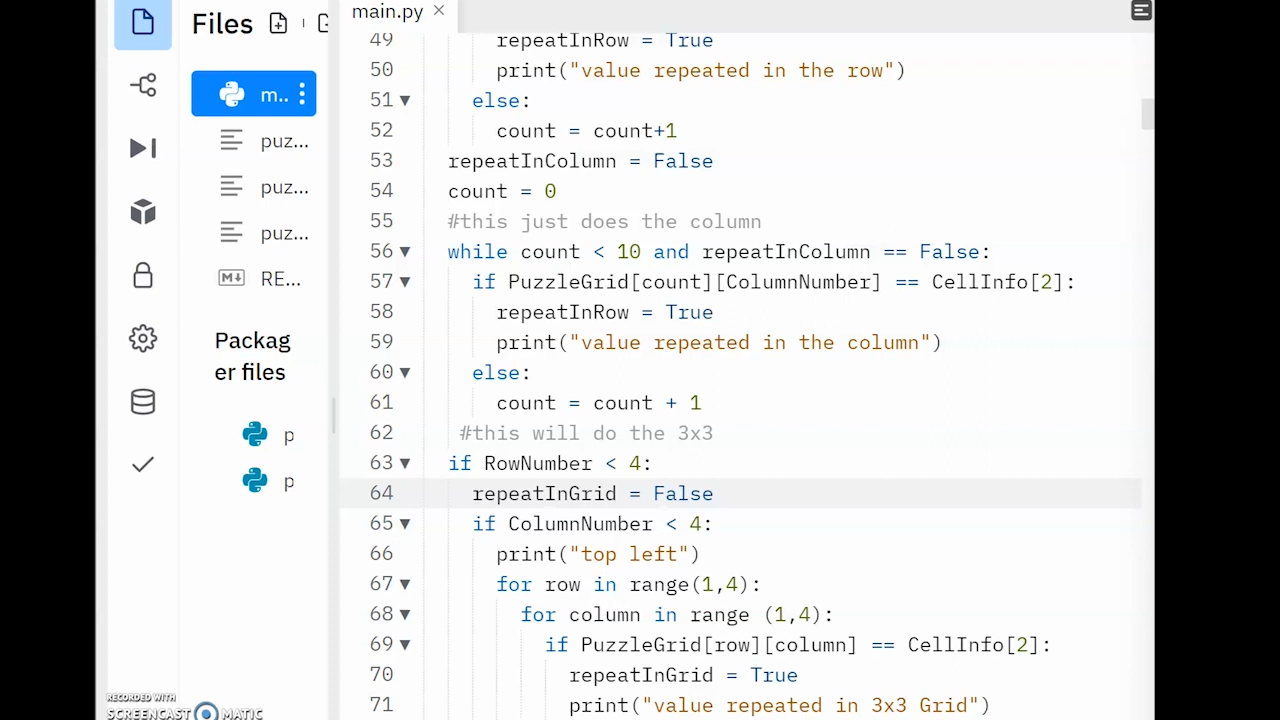 Files
main.py ×
m..
puz...
puz...
puz...
RE...
Packag
er files
p
p
49 repeatInRow = True
50 print("value repeated in the row")
51 else:
52 count = count+1
53 repeatInColumn = False
54 count = 0
55 #this just does the column
56 while count < 10 and repeatInColumn == False:
57 if PuzzleGrid[count][ColumnNumber] == CellInfo[2]:
58 repeatInRow = True
59 print("value repeated in the column")
60 else:
61 count = count + 1
62 #this will do the 3x3
63 if RowNumber < 4:
64 repeatInGrid = False
65 if ColumnNumber < 4:
66 print("top left")
67 for row in range(1,4):
68 for column in range (1,4):
69 if PuzzleGrid[row][column] == CellInfo[2]:
70 repeatInGrid = True
71 print("value repeated in 3x3 Grid")
RECORDED WITH
SCREENCAST MATIC